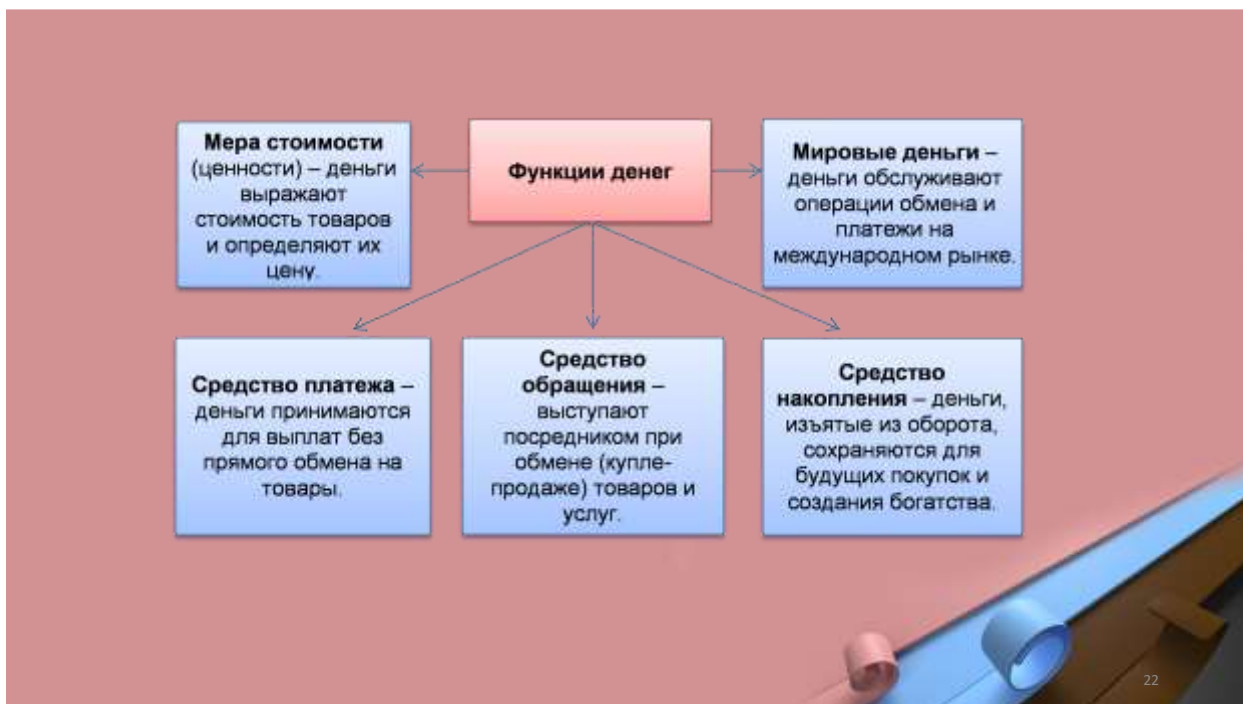 Мера стоимости
(ценности) – деньги
выражают
стоимость товаров
и определяют их
цену.
Функции денег
Мировые деньги –
деньги обслуживают
операции обмена и
платежи на
международном рынке.
Средство платежа –
деньги принимаются
для выплат без
прямого обмена на
товары.
Средство
обращения –
выступают
посредником при
обмене (купле-
продаже) товаров и
услуг.
Средство
накопления – деньги,
изъятые из оборота,
сохраняются для
будущих покупок и
создания богатства.
22